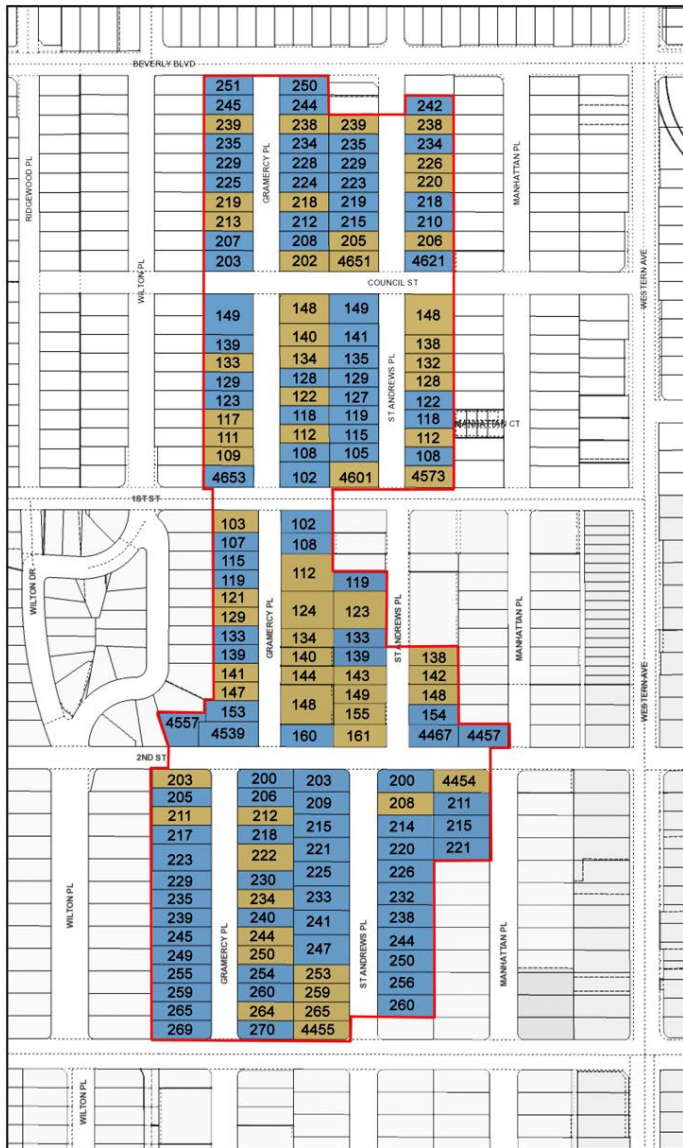 BEVERLY BLVD
251 250
245 244 242
239 238 239 238
235 234 235 234
229 228 229 226
225 224 223 220
219 218 219 218
213 212 215 210
207 208 205 206
203 202 4651 4621
RIDGEWOOD PL
WILTON PL
GRAMERCY PL
MANHATTAN PL
WESTERN AVE
COUNCIL ST
149 148 149 148
139 140 141 138
133 134 135 132
129 128 129 128
123 122 127 122
117 118 119 118
111 112 115 112
109 108 105 108
4653 102 4601 4573
ST ANDREWS PL
MANHATTAN CT
1ST ST
103 102
107 108
115 112
119 119
121 124 123
129
133 134 133
139 140 139 138
141 144 143 142
147 148 149 148
153 155 154
4557 4539 160 161 4467 4457
WILTON DR
GRAMERCY PL
ST ANDREWS PL
MANHATTAN PL
WESTERN AVE
2ND ST
203 200 203 200 4454
205 206 209 208 211
211 212
217 218 215 214 215
223 222 221 220 221
229 230 225 226
235 234 233 232
239 240 241 238
245 244 247 244
249 250 250
255 254 253 256
259 260 259 260
265 264 265
269 270 4455
WILTON PL
GRAMERCY PL
ST ANDREWS PL
MANHATTAN PL
WILTON PL